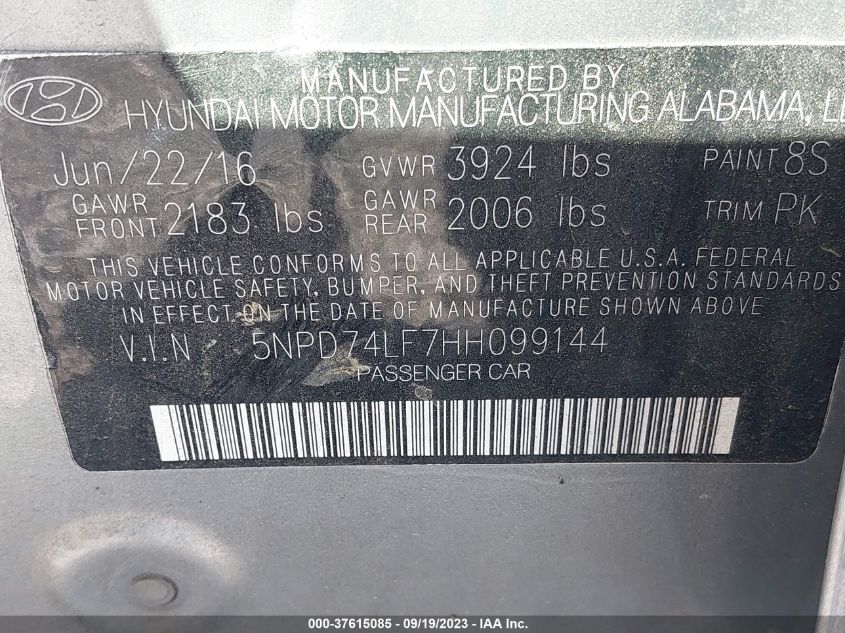 MANUFACTURED BY
HYUNDAI MOTOR MANUFACTURING ALABAMA,
Jun/22/16 GVWR 3924 lbs PAINT 8S
GAWR FRONT 2183 lbs GAWR REAR 2006 lbs TRIM PK
THIS VEHICLE CONFORMS TO ALL APPLICABLE U.S.A. FEDERAL
MOTOR VEHICLE SAFETY, BUMPER, AND THEFT PREVENTION STANDARDS
IN EFFECT ON THE DATE OF MANUFACTURE SHOWN ABOVE
V.I.N 5NPD74LF7HH099144
PASSENGER CAR
000-37615085 - 09/19/2023 - IAA Inc.